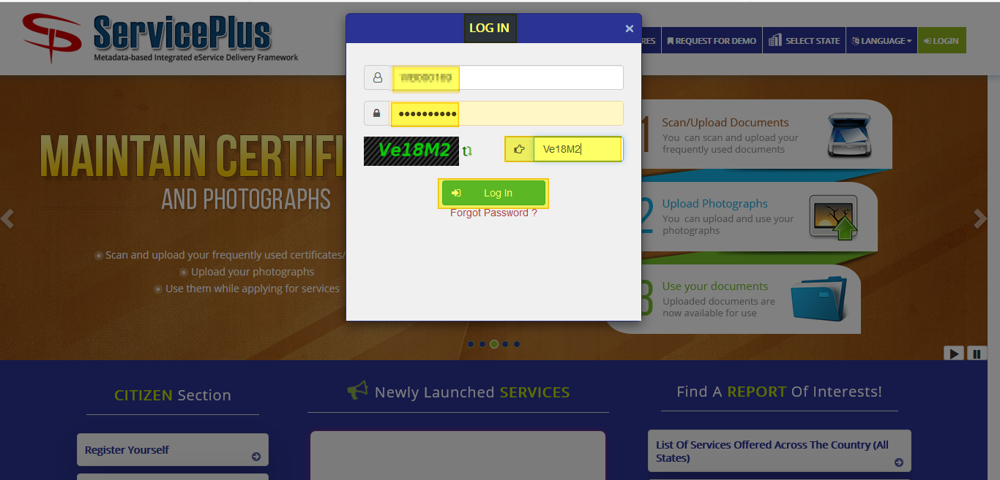 ServicePlus
Metadata-based Integrated eService Delivery Framework
RES
REQUEST FOR DEMO
SELECT STATE
LANGUAGE
LOGIN
LOG IN
×
••••••••••
Ve18M2
Ve18M2
Log In
Forgot Password ?
MAINTAIN CERTIFI
AND PHOTOGRAPHS
Scan and upload your frequently used certificates/
Upload your photographs
Use them while applying for services
1
Scan/Upload Documents
You can scan and upload your
frequently used documents
2
Upload Photographs
You can upload and use your
photographs
3
Use your documents
Uploaded documents are
now available for use
CITIZEN Section
Register Yourself
Newly Launched SERVICES
Find A REPORT Of Interests!
List Of Services Offered Across The Country (All
States)